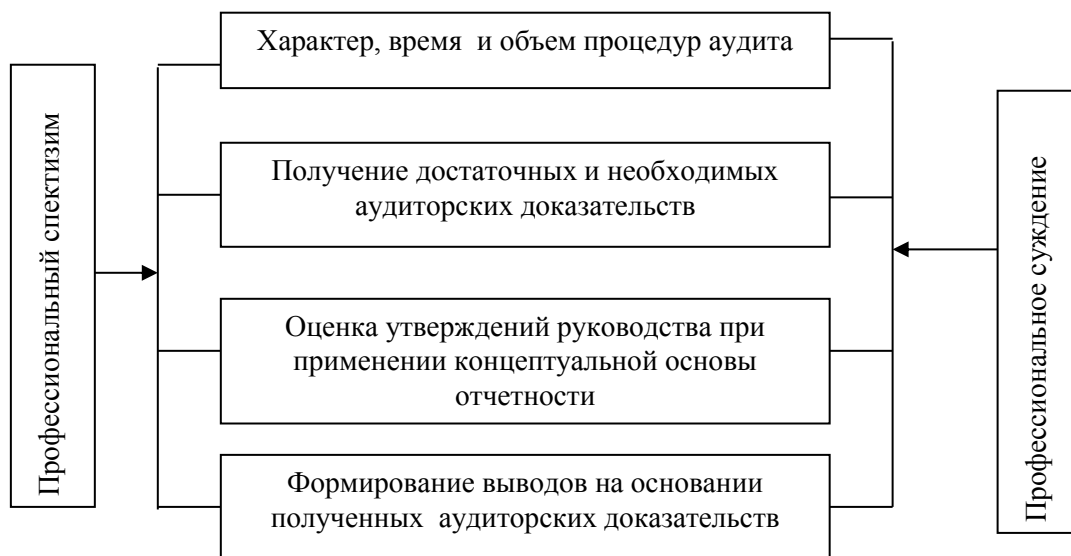 Профессиональный спектизим
Характер, время и объем процедур аудита
Получение достаточных и необходимых
аудиторских доказательств
Оценка утверждений руководства при
применении концептуальной основы
отчетности
Формирование выводов на основании
полученных аудиторских доказательств
Профессиональное суждение